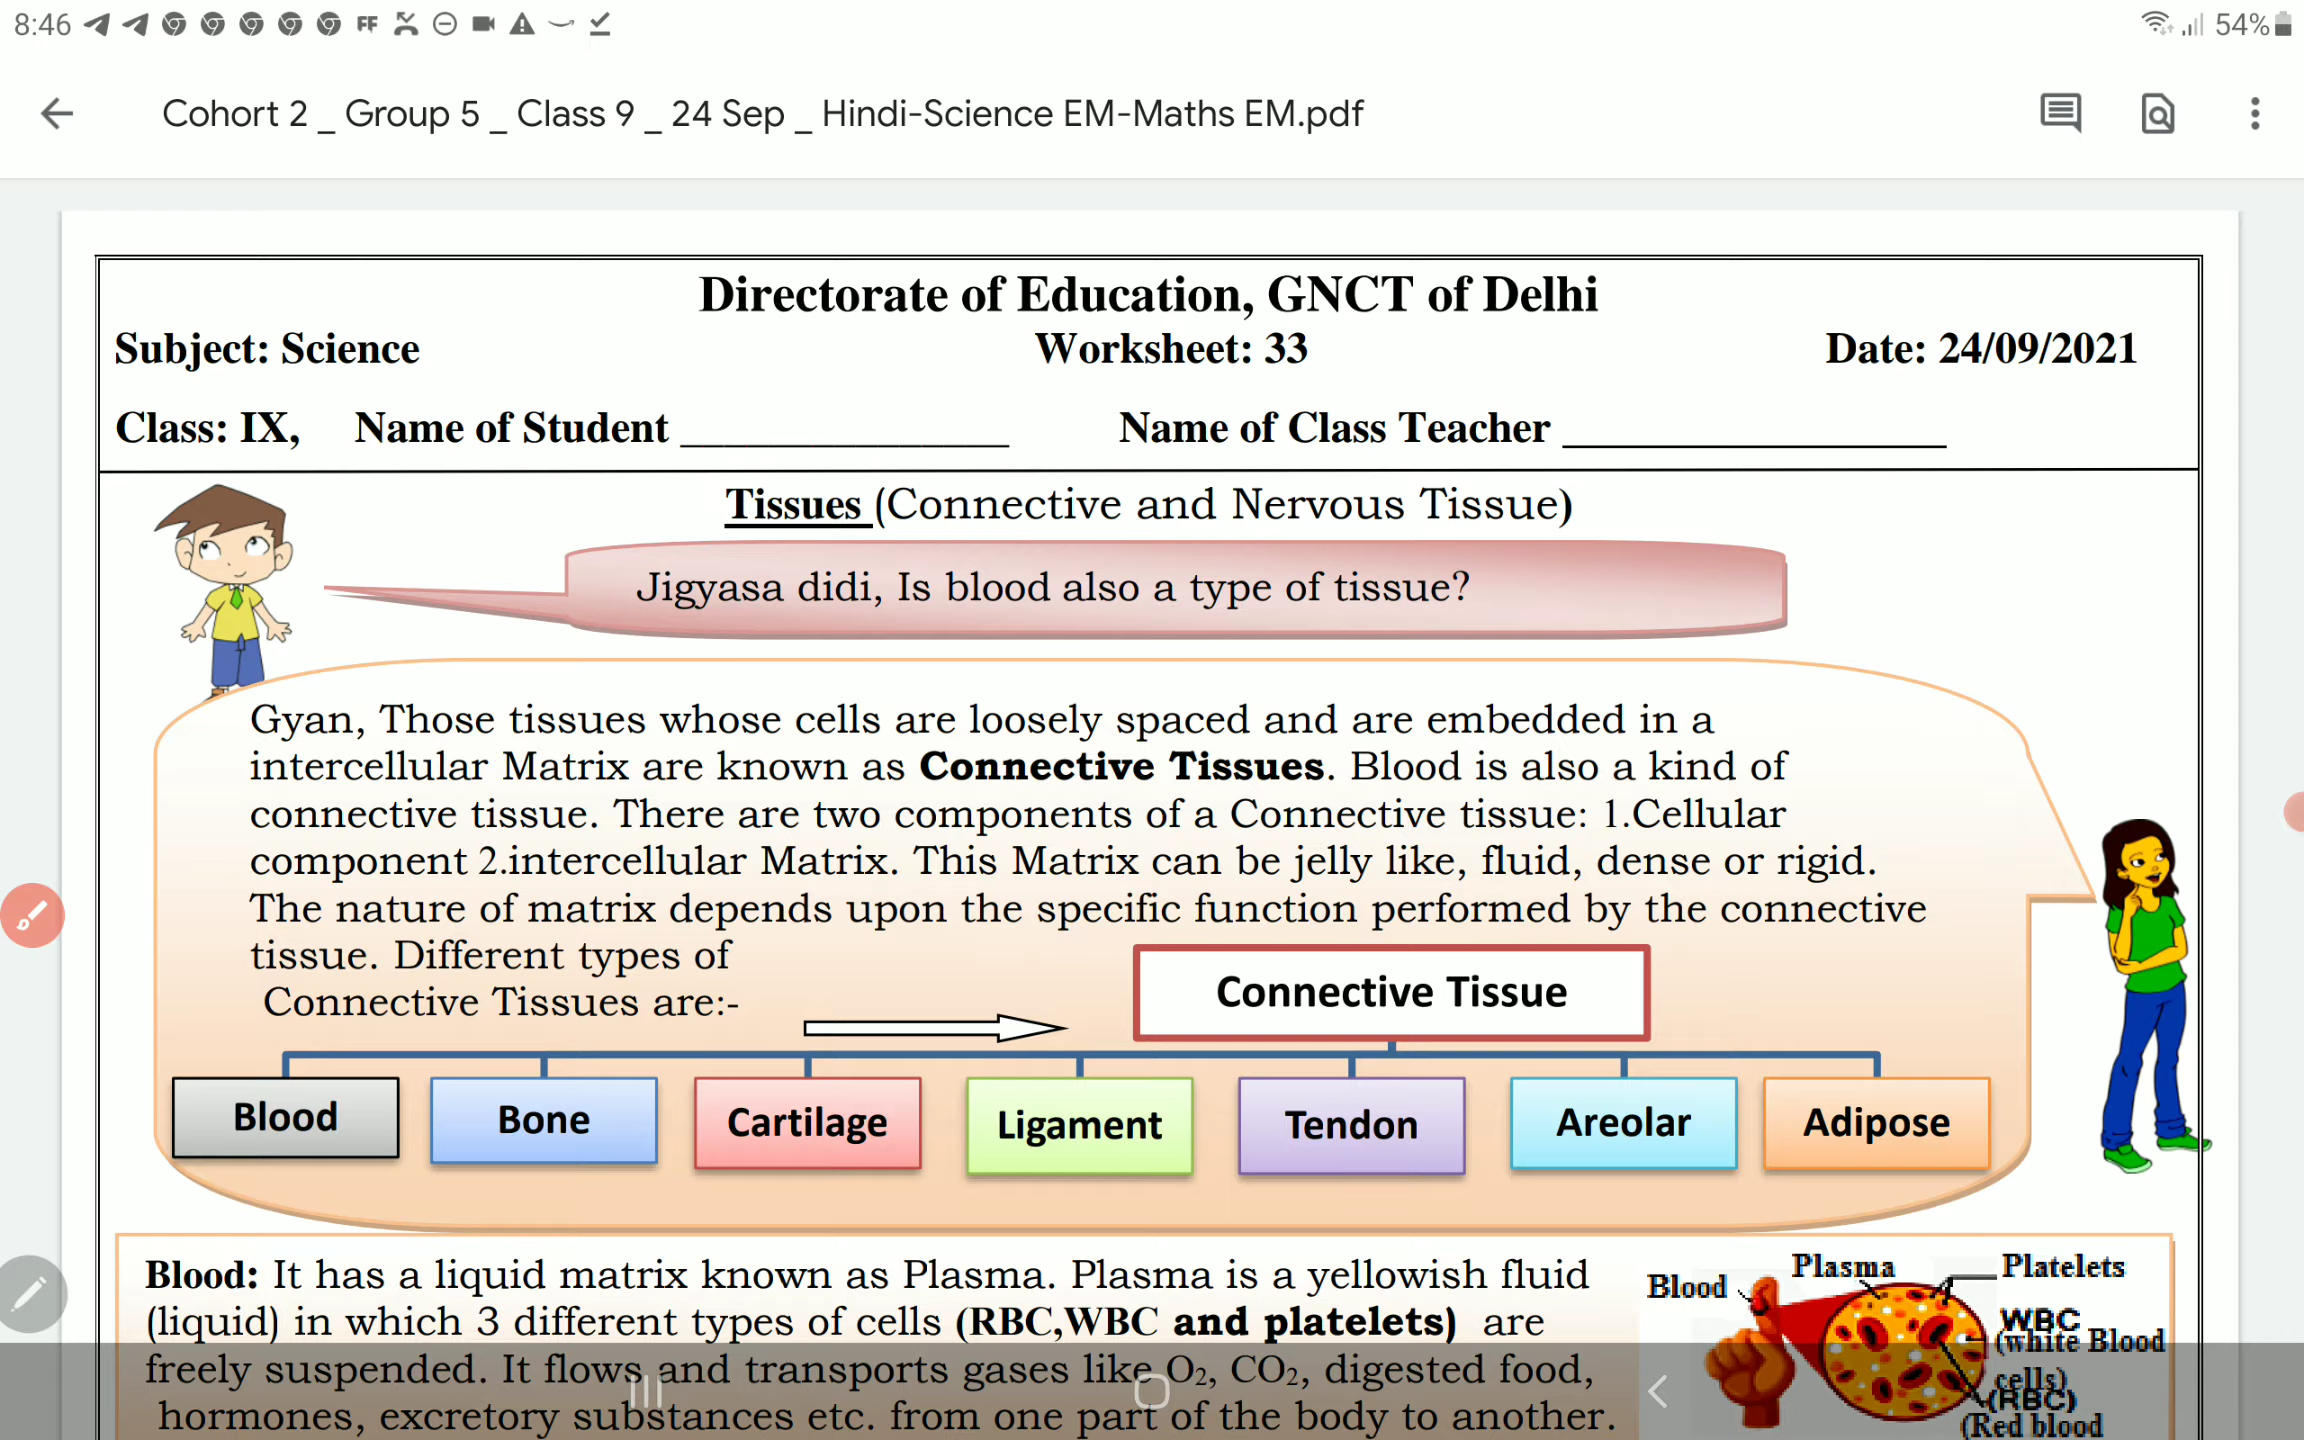 8:46 FF 54%
Cohort 2 _ Group 5 _ Class 9 _ 24 Sep _ Hindi-Science EM-Maths EM.pdf
Directorate of Education, GNCT of Delhi
Subject: Science Worksheet: 33 Date: 24/09/2021
Class: IX, Name of Student _______________ Name of Class Teacher _________________
Tissues (Connective and Nervous Tissue)
Jigyasa didi, Is blood also a type of tissue?
Gyan, Those tissues whose cells are loosely spaced and are embedded in a
intercellular Matrix are known as Connective Tissues. Blood is also a kind of
connective tissue. There are two components of a Connective tissue: 1.Cellular
component 2.intercellular Matrix. This Matrix can be jelly like, fluid, dense or rigid.
The nature of matrix depends upon the specific function performed by the connective
tissue. Different types of
Connective Tissues are:-
Connective Tissue
Blood Bone Cartilage Ligament Tendon Areolar Adipose
Blood: It has a liquid matrix known as Plasma. Plasma is a yellowish fluid
(liquid) in which 3 different types of cells (RBC,WBC and platelets) are
freely suspended. It flows and transports gases like O2, CO2, digested food,
hormones, excretory substances etc. from one part of the body to another.
Blood Plasma Platelets
WBC
(white Blood
cells)
(RBC)
(Red blood